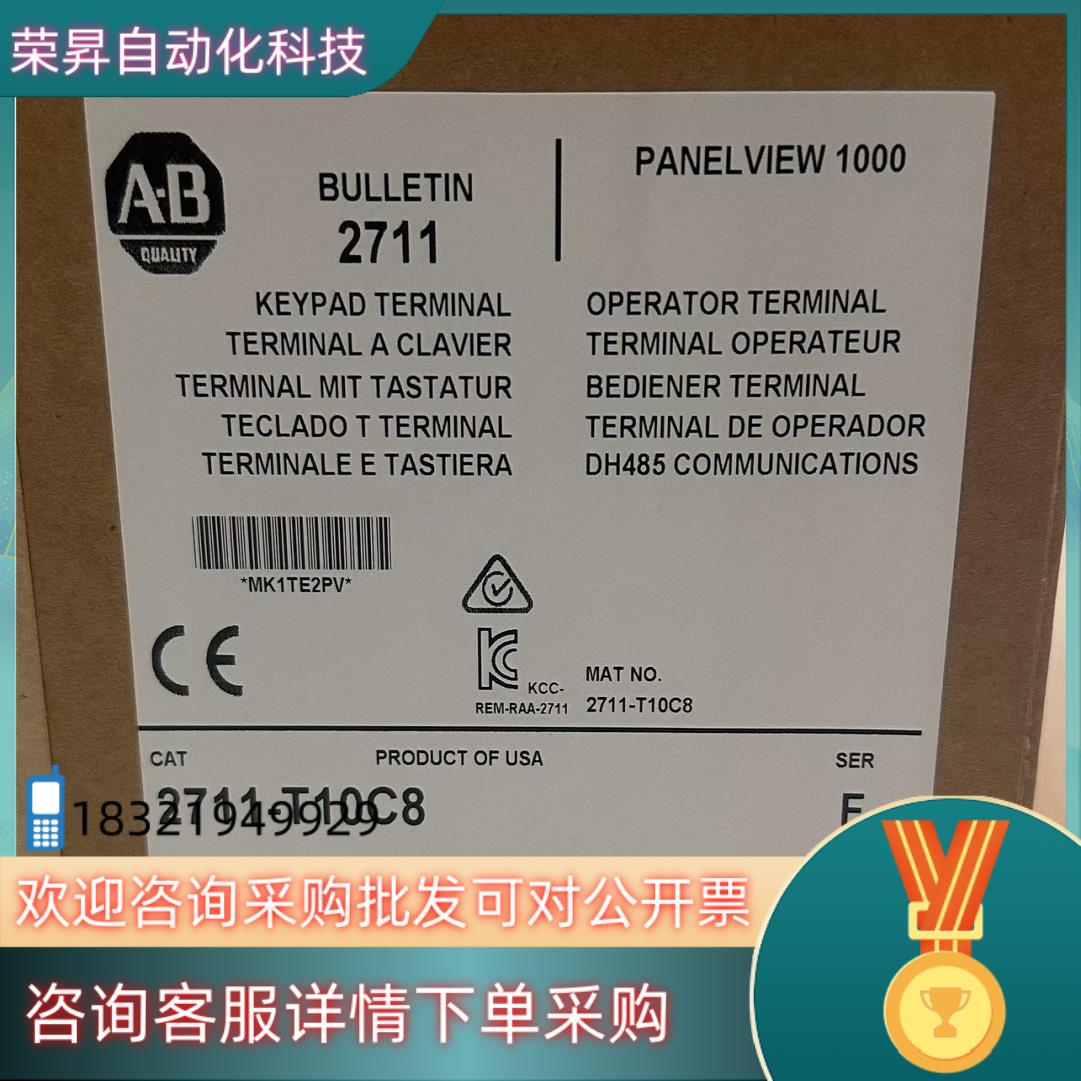 荣昇自动化科技
A-B
QUALITY
BULLETIN
2711
PANELVIEW 1000
KEYPAD TERMINAL
TERMINAL A CLAVIER
TERMINAL MIT TASTATUR
TECLADO T TERMINAL
TERMINALE E TASTIERA
OPERATOR TERMINAL
TERMINAL OPERATEUR
BEDIENER TERMINAL
TERMINAL DE OPERADOR
DH485 COMMUNICATIONS
*MK1TE2PV*
CE
KC
KCC-
REM-RAA-2711
MAT NO.
2711-T10C8
CAT
PRODUCT OF USA
SER
2711-T10C8
F
18321949929
欢迎咨询采购批发可对公开票
咨询客服详情下单采购